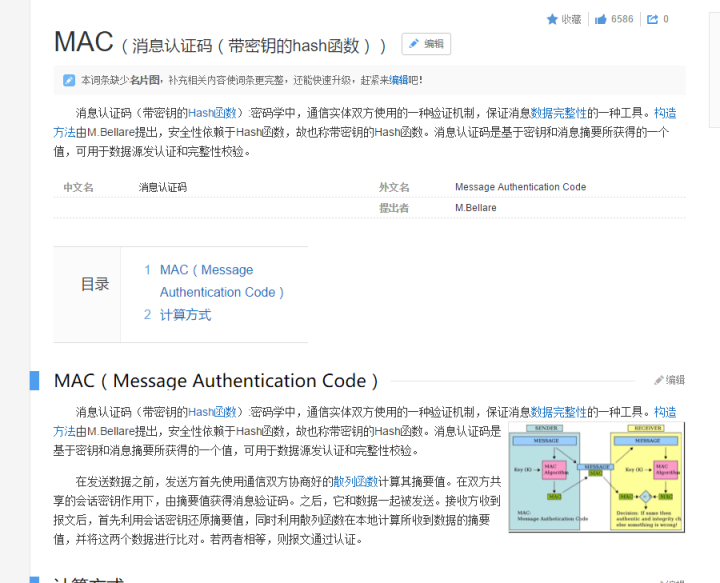 收藏 6586 0
MAC（消息认证码（带密钥的hash函数）） 编辑
本词条缺少名片图，补充相关内容使词条更完整，还能快速升级，赶紧来编辑吧！
消息认证码（带密钥的Hash函数）:密码学中，通信实体双方使用的一种验证机制，保证消息数据完整性的一种工具。构造
方法由M.Bellare提出，安全性依赖于Hash函数，故也称带密钥的Hash函数。消息认证码是基于密钥和消息摘要所获得的一个
值，可用于数据源发认证和完整性校验。
中文名 消息认证码 外文名 Message Authentication Code
提出者 M.Bellare
目录
1 MAC（Message
Authentication Code）
2 计算方式
MAC（Message Authentication Code） 编辑
消息认证码（带密钥的Hash函数）:密码学中，通信实体双方使用的一种验证机制，保证消息数据完整性的一种工具。构造
方法由M.Bellare提出，安全性依赖于Hash函数，故也称带密钥的Hash函数。消息认证码是
基于密钥和消息摘要所获得的一个值，可用于数据源发认证和完整性校验。
在发送数据之前，发送方首先使用通信双方协商好的散列函数计算其摘要值。在双方共
享的会话密钥作用下，由摘要值获得消息验证码。之后，它和数据一起被发送。接收方收到
报文后，首先利用会话密钥还原摘要值，同时利用散列函数在本地计算所收到数据的摘要
值，并将这两个数据进行比对。若两者相等，则报文通过认证。
SENDER RECEIVER
MESSAGE MESSAGE
Key (K) MAC Algorithm MESSAGE Key (K) MAC Algorithm
MAC
MAC MAC MAC
MAC:
Message Authentication Code
Decision: If same then
authentic and integrity ch
else something is wrong!
计算方式